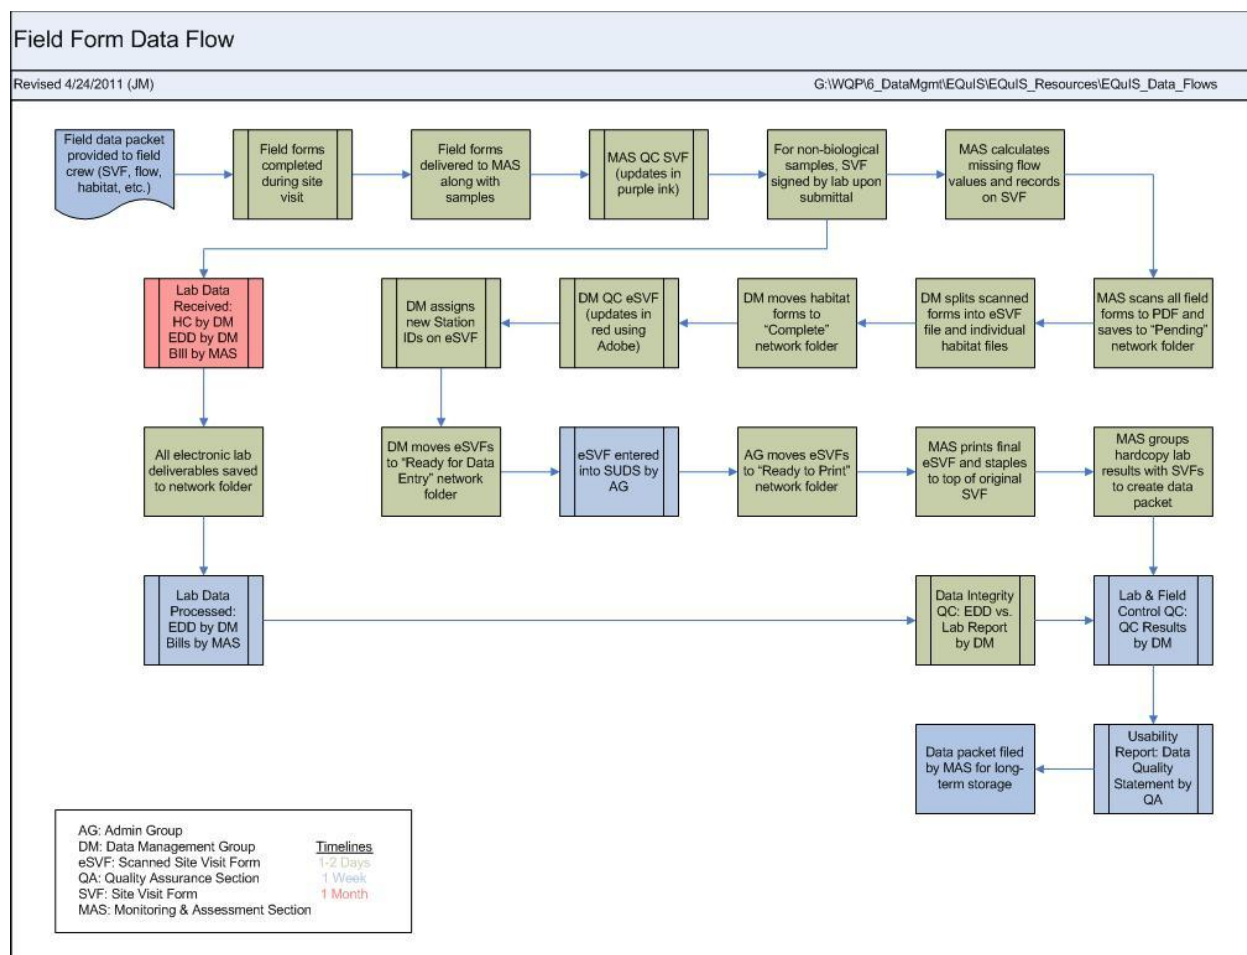 Field Form Data Flow
Revised 4/24/2011 (JM)
G:\WQP\6_DataMgmt\EQuIS\EQuIS_Resources\EQuIS_Data_Flows
Field data packet
provided to field
crew (SVF, flow,
habitat, etc.)
Field forms
completed
during site
visit
Field forms
delivered to MAS
along with
samples
MAS QC SVF
(updates in
purple ink)
For non-biological
samples, SVF
signed by lab upon
submittal
MAS calculates
missing flow
values and records
on SVF
Lab Data
Received:
HC by DM
EDD by DM
Bill by MAS
DM assigns
new Station
IDs on eSVF
DM QC eSVF
(updates in
red using
Adobe)
DM moves habitat
forms to
“Complete”
network folder
DM splits scanned
forms into eSVF
file and individual
habitat files
MAS scans all field
forms to PDF and
saves to “Pending”
network folder
All electronic lab
deliverables saved
to network folder
DM moves eSVFs
to “Ready for Data
Entry” network
folder
eSVF entered
into SUDS by
AG
AG moves eSVFs
to “Ready to Print”
network folder
MAS prints final
eSVF and staples
to top of original
SVF
MAS groups
hardcopy lab
results with SVFs
to create data
packet
Lab Data
Processed:
EDD by DM
Bills by MAS
Data Integrity
QC: EDD vs.
Lab Report
by DM
Lab & Field
Control QC:
QC Results
by DM
Data packet filed
by MAS for long-
term storage
Usability
Report: Data
Quality
Statement by
QA
AG: Admin Group
DM: Data Management Group
eSVF: Scanned Site Visit Form
QA: Quality Assurance Section
SVF: Site Visit Form
MAS: Monitoring & Assessment Section
Timelines
1-2 Days
1 Week
1 Month